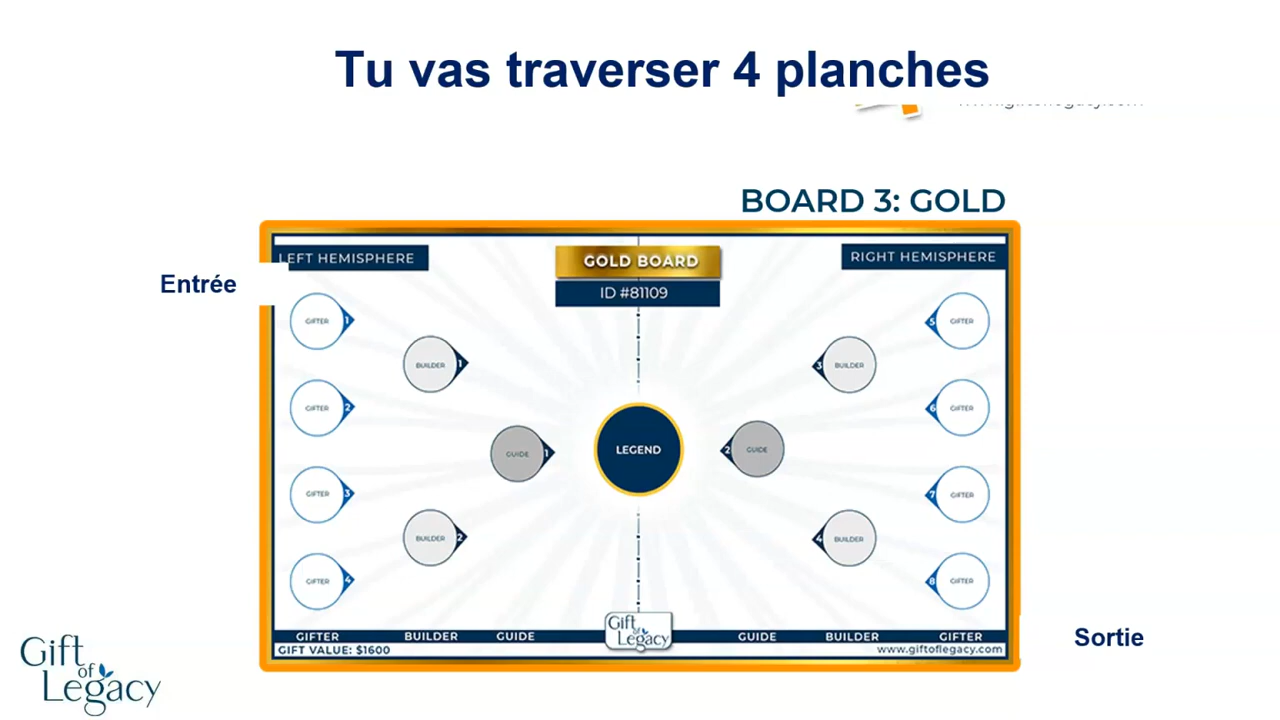 Tu vas traverser 4 planches
BOARD 3: GOLD
LEFT HEMISPHERE
GOLD BOARD
RIGHT HEMISPHERE
ID #81109
Entrée
GIFTER 1
5 GIFTER
BUILDER 1
3 BUILDER
GIFTER 2
6 GIFTER
GUIDE 1
LEGEND
2 GUIDE
GIFTER 3
7 GIFTER
BUILDER 2
4 BUILDER
GIFTER 4
8 GIFTER
Gift
of
Legacy
GIFTER BUILDER GUIDE
GUIDE BUILDER GIFTER
GIFT VALUE: $1600
www.giftoflegacy.com
Sortie
Gift
of
Legacy